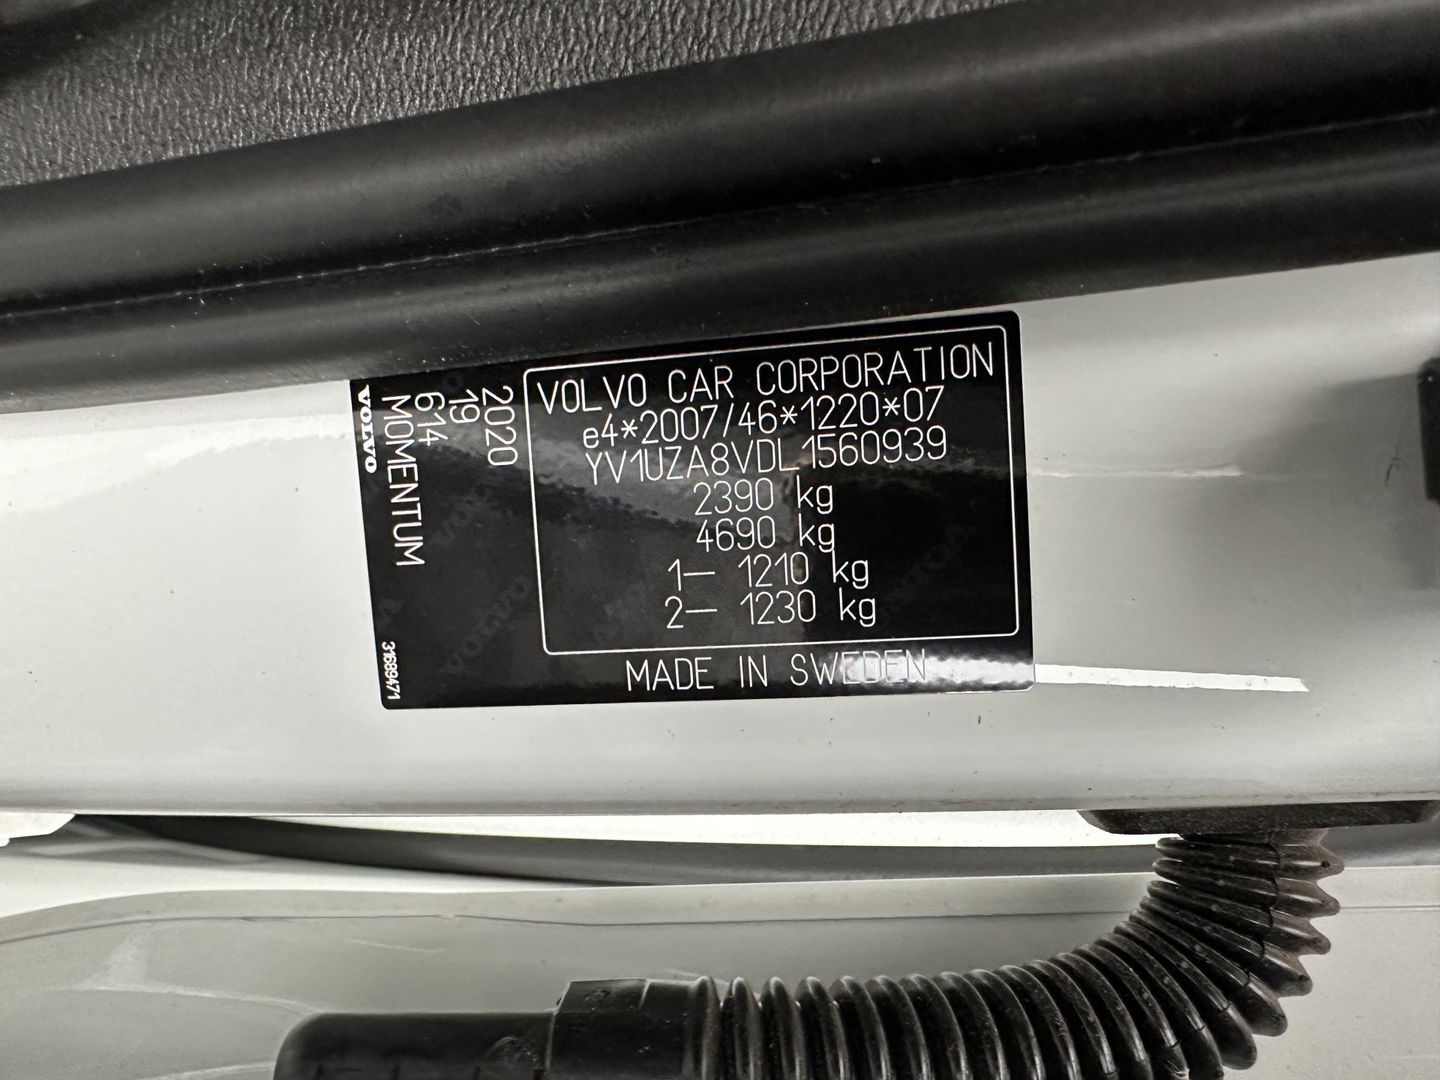 VOLVO CAR CORPORATION
e4*2007/46*1220*07
YV1UZA8VDL1560939
2390 kg
4690 kg
1— 1210 kg
2— 1230 kg
MADE IN SWEDEN
2020
19
614
MOMENTUM
VOLVO
31689471